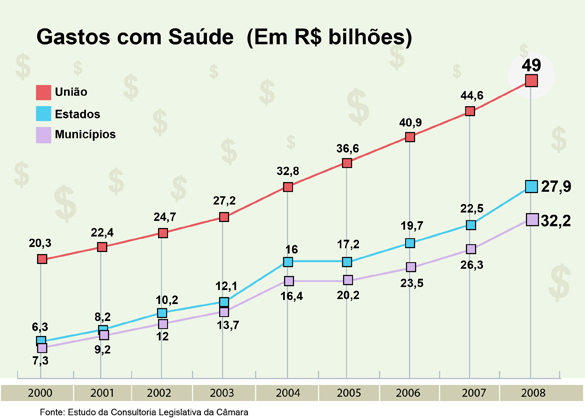 Gastos com Saúde (Em R$ bilhões)
União
Estados
Municípios
20,3 22,4 24,7 27,2 32,8 36,6 40,9 44,6 49
6,3 8,2 10,2 12,1 16 17,2 19,7 22,5 27,9
7,3 9,2 12 13,7 16,4 20,2 23,5 26,3 32,2
2000 2001 2002 2003 2004 2005 2006 2007 2008
Fonte: Estudo da Consultoria Legislativa da Câmara